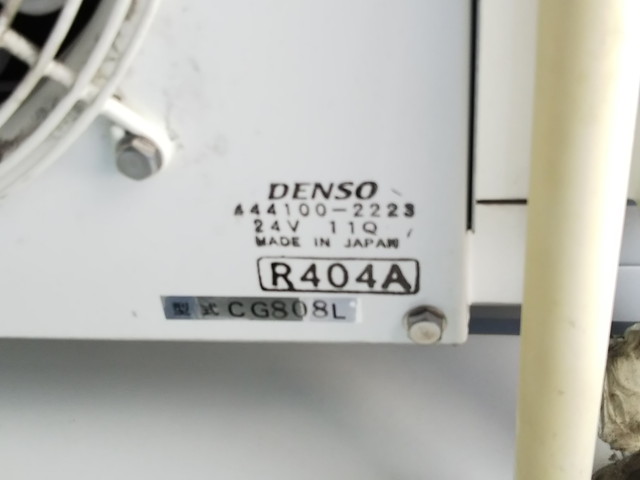 DENSO
444100-2223
24V 11Q
MADE IN JAPAN
R404A
型式 CG808L